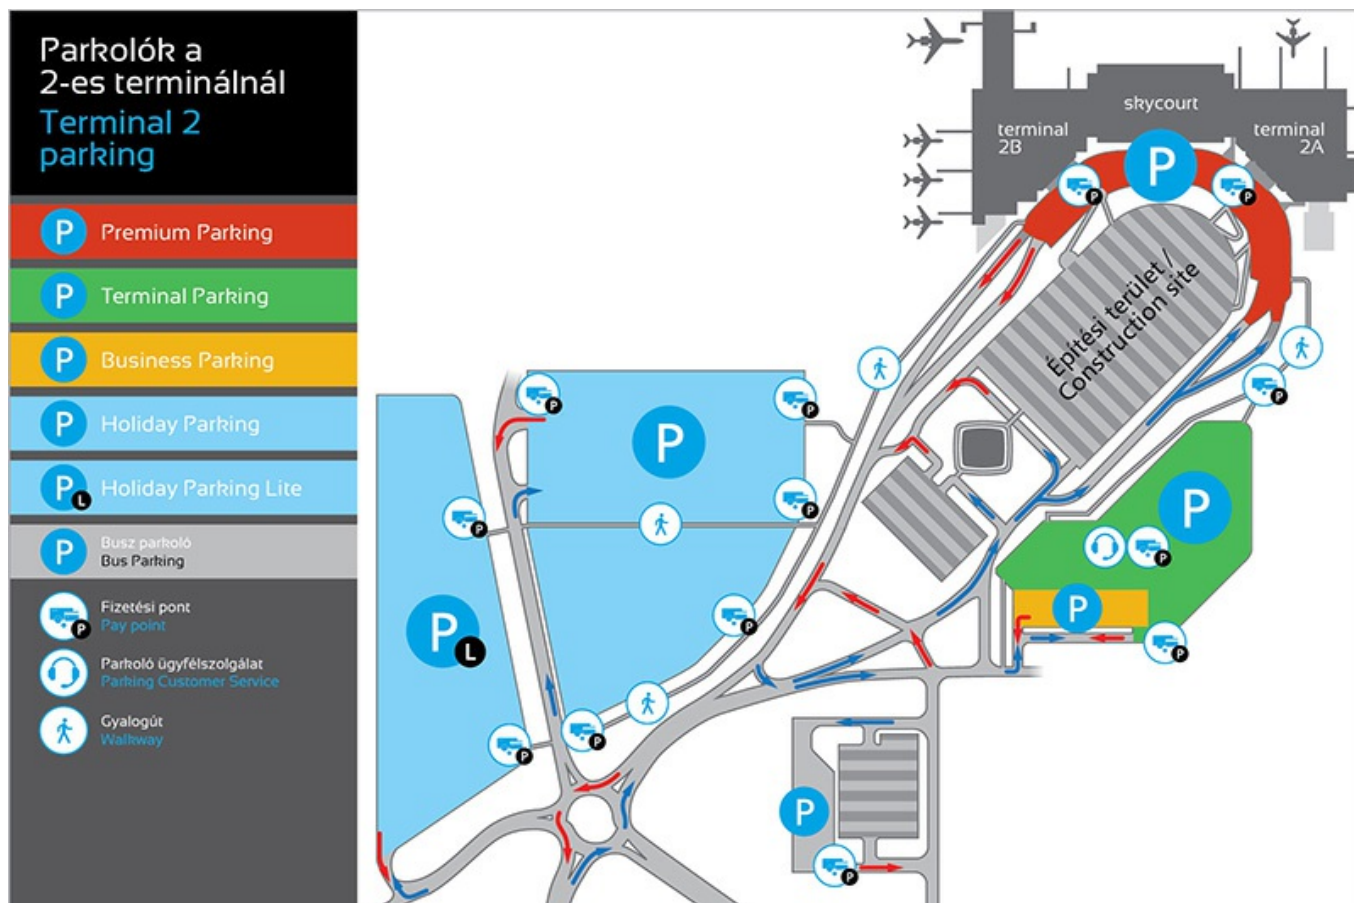 Parkolók a
2-es terminálnál
Terminal 2
parking
P Premium Parking
P Terminal Parking
P Business Parking
P Holiday Parking
P L Holiday Parking Lite
P Busz parkoló
Bus Parking
P Fizetési pont
Pay point
Parkoló ügyfélszolgálat
Parking Customer Service
Gyalogút
Walkway
skycourt
terminal
2B
terminal
2A
P
P
P
Építési terület /
Construction site
P
P
P
P
P
P
P
P
P
P
P
P
L
P
P
P
P
P
P